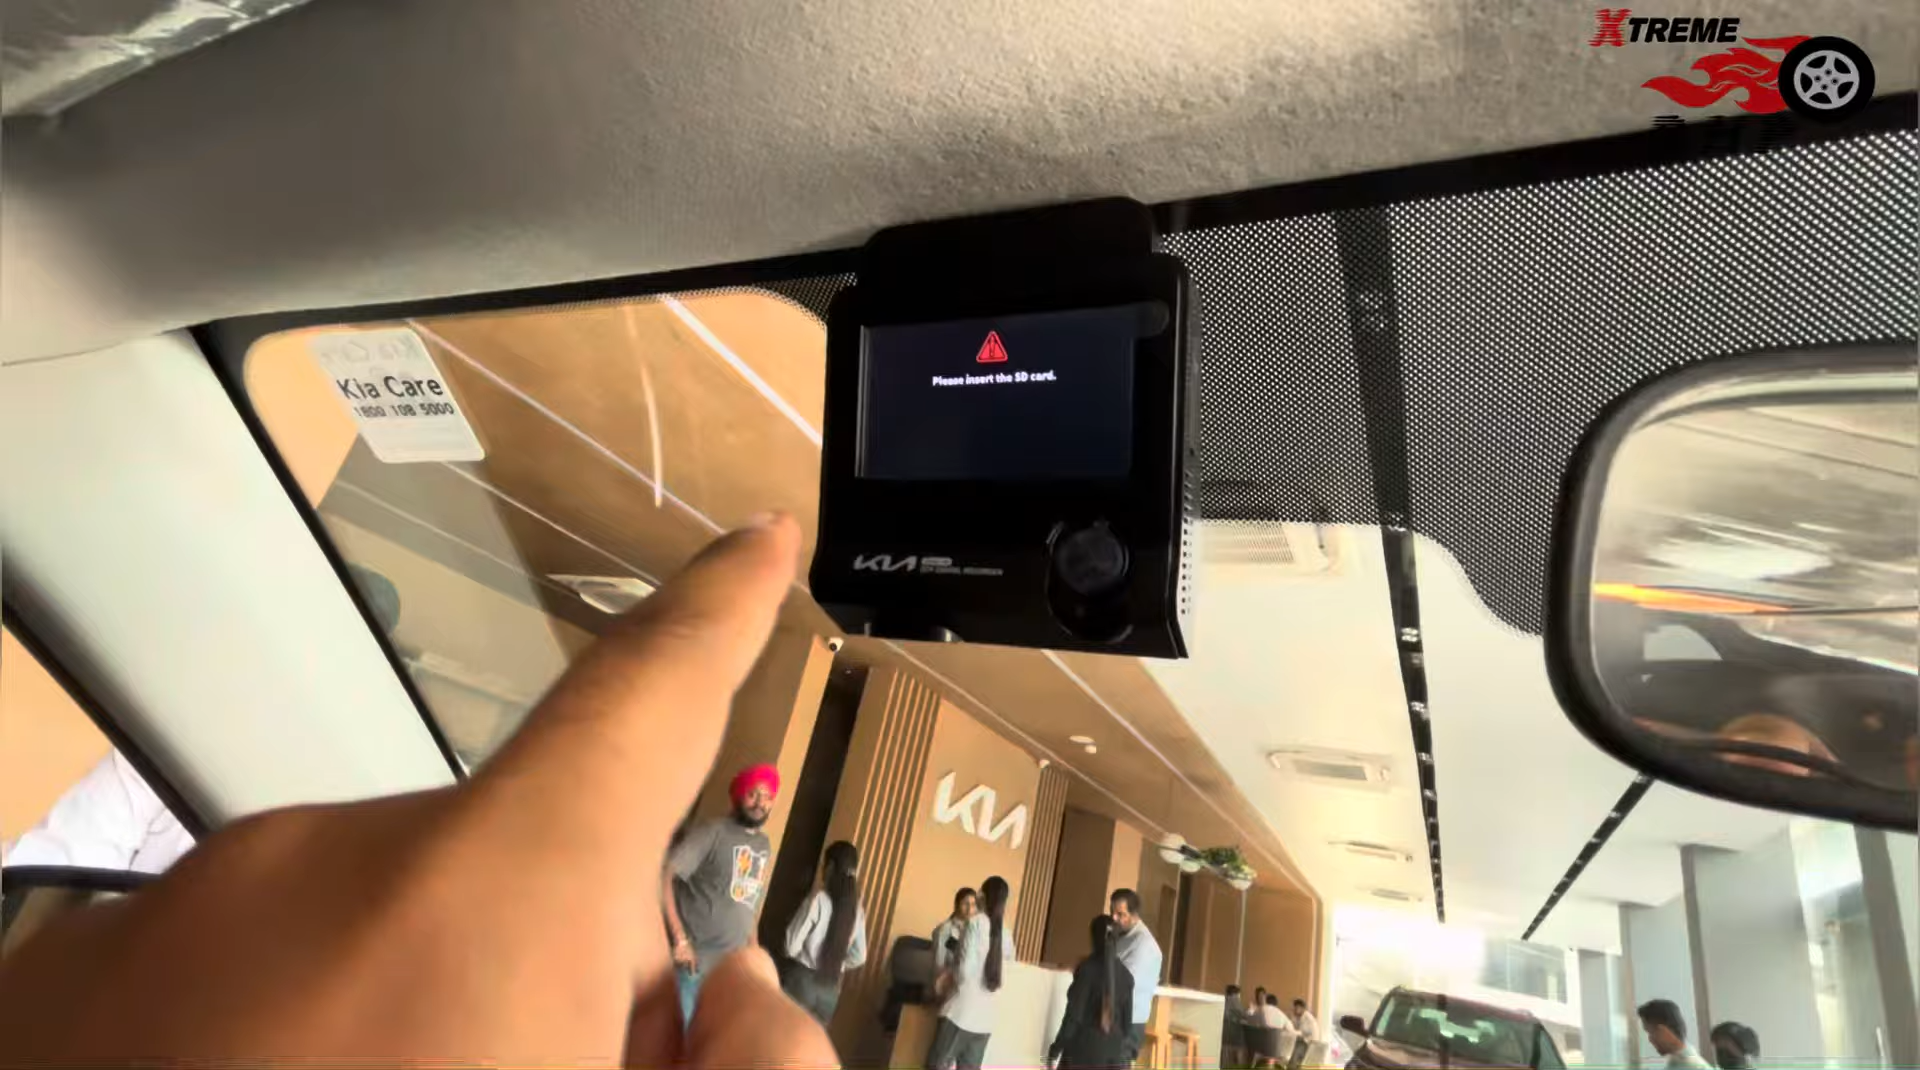 XTREME
Please insert the SD card.
Kia Care
1800 108 5000
KIA
KIA